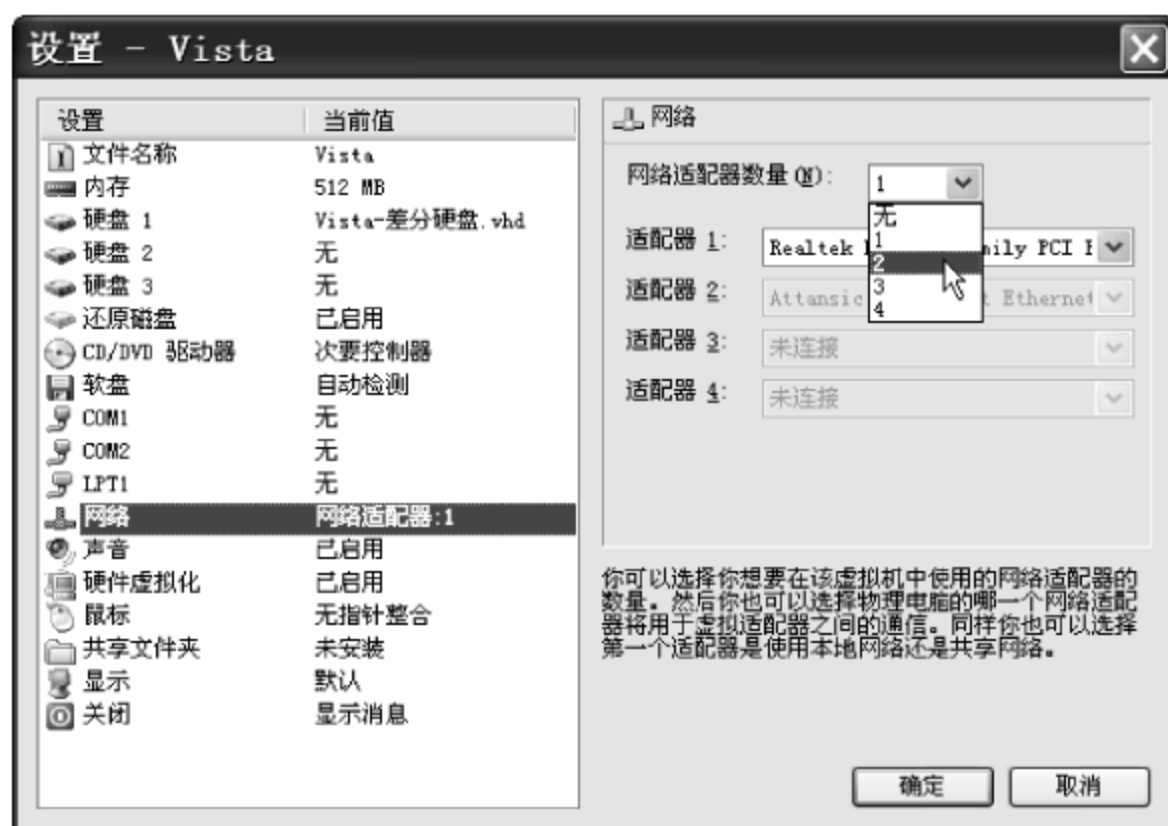 设置 - Vista
设置 当前值
文件名称 Vista
内存 512 MB
硬盘 1 Vista-差分硬盘.vhd
硬盘 2 无
硬盘 3 无
还原磁盘 已启用
CD/DVD 驱动器 次要控制器
软盘 自动检测
COM1 无
COM2 无
LPT1 无
网络 网络适配器:1
声音 已启用
硬件虚拟化 已启用
鼠标 无指针整合
共享文件夹 未安装
显示 默认
关闭 显示消息
网络
网络适配器数量(N): 1
无
1
2
3
4
适配器 1: Realtek ily PCI
适配器 2: Attansic Ethernet
适配器 3: 未连接
适配器 4: 未连接
你可以选择你想要在该虚拟机中使用的网络适配器的
数量。然后你也可以选择物理电脑的哪一个网络适配
器将用于虚拟适配器之间的通信。同样你也可以选择
第一个适配器是使用本地网络还是共享网络。
确定 取消